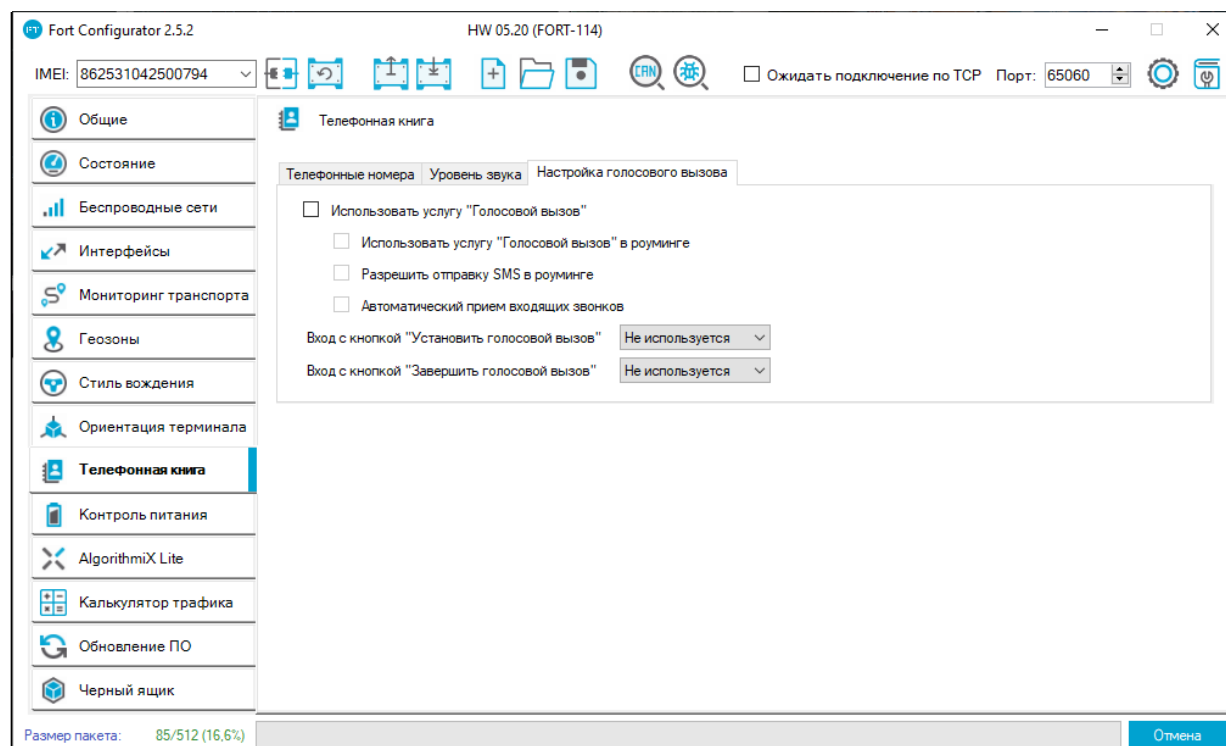 FT Fort Configurator 2.5.2 HW 05.20 (FORT-114)
IMEI: 862531042500794 CAN Ожидать подключение по TCP Порт: 65060
Общие
Состояние
Беспроводные сети
Интерфейсы
Мониторинг транспорта
Геозоны
Стиль вождения
Ориентация терминала
Телефонная книга
Контроль питания
AlgorithmiX Lite
Калькулятор трафика
Обновление ПО
Черный ящик
Телефонная книга
Телефонные номера Уровень звука Настройка голосового вызова
Использовать услугу "Голосовой вызов"
Использовать услугу "Голосовой вызов" в роуминге
Разрешить отправку SMS в роуминге
Автоматический прием входящих звонков
Вход с кнопкой "Установить голосовой вызов" Не используется
Вход с кнопкой "Завершить голосовой вызов" Не используется
Размер пакета: 85/512 (16,6%) Отмена